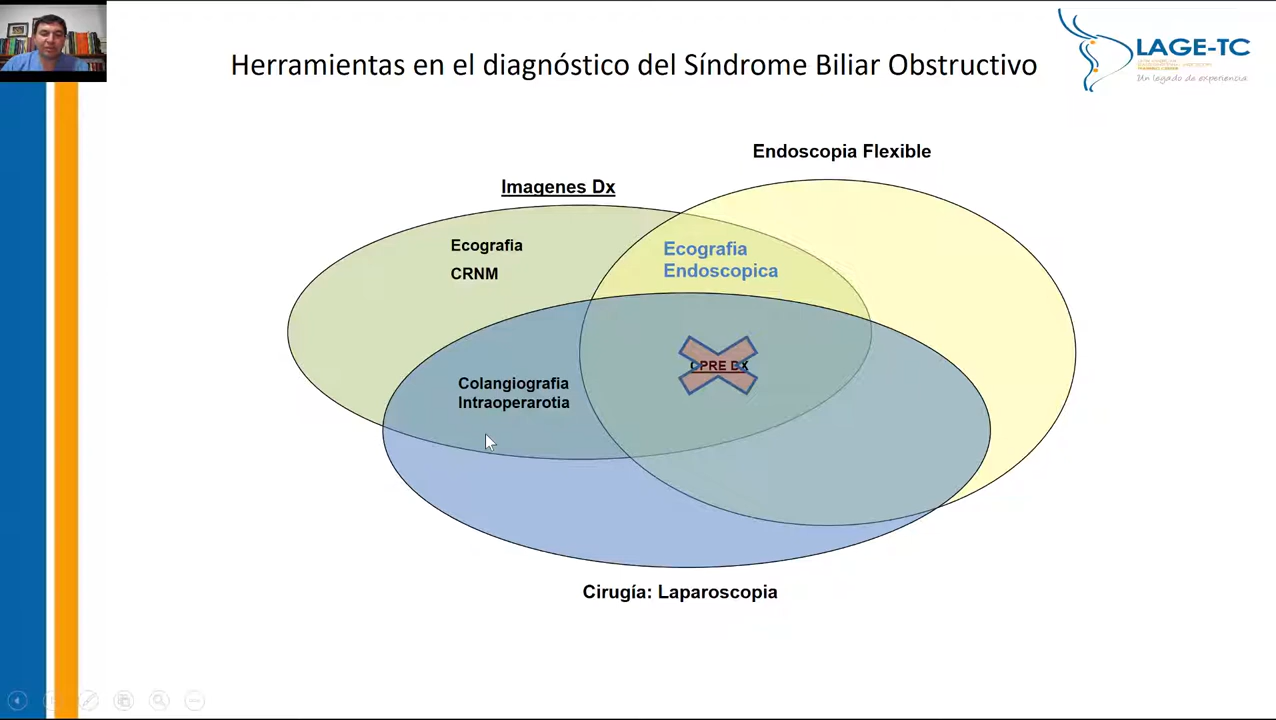 Herramientas en el diagnóstico del Síndrome Biliar Obstructivo
LAGE-TC
Un legado de experiencia
Endoscopia Flexible
Imagenes Dx
Ecografia
CRNM
Ecografia
Endoscopica
CPRE DX
Colangiografia
Intraoperarotia
Cirugía: Laparoscopia